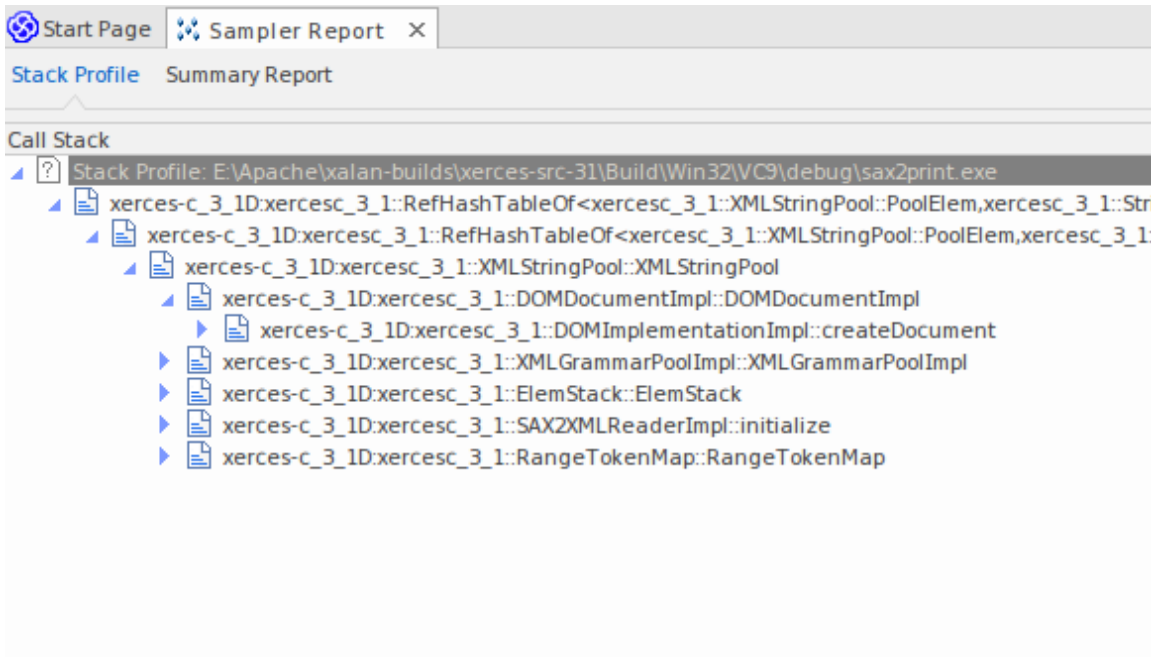 Start Page Sampler Report
Stack Profile Summary Report
Call Stack
Stack Profile: E:\Apache\xalan-builds\xerces-src-31\Build\Win32\VC9\debug\sax2print.exe
xerces-c_3_1D:xercesc_3_1::RefHashTableOf<xercesc_3_1::XMLStringPool::PoolElem,xercesc_3_1::Str
xerces-c_3_1D:xercesc_3_1::RefHashTableOf<xercesc_3_1::XMLStringPool::PoolElem,xercesc_3_1:
xerces-c_3_1D:xercesc_3_1::XMLStringPool::XMLStringPool
xerces-c_3_1D:xercesc_3_1::DOMDocumentImpl::DOMDocumentImpl
xerces-c_3_1D:xercesc_3_1::DOMImplementationImpl::createDocument
xerces-c_3_1D:xercesc_3_1::XMLGrammarPoolImpl::XMLGrammarPoolImpl
xerces-c_3_1D:xercesc_3_1::ElemStack::ElemStack
xerces-c_3_1D:xercesc_3_1::SAX2XMLReaderImpl::initialize
xerces-c_3_1D:xercesc_3_1::RangeTokenMap::RangeTokenMap